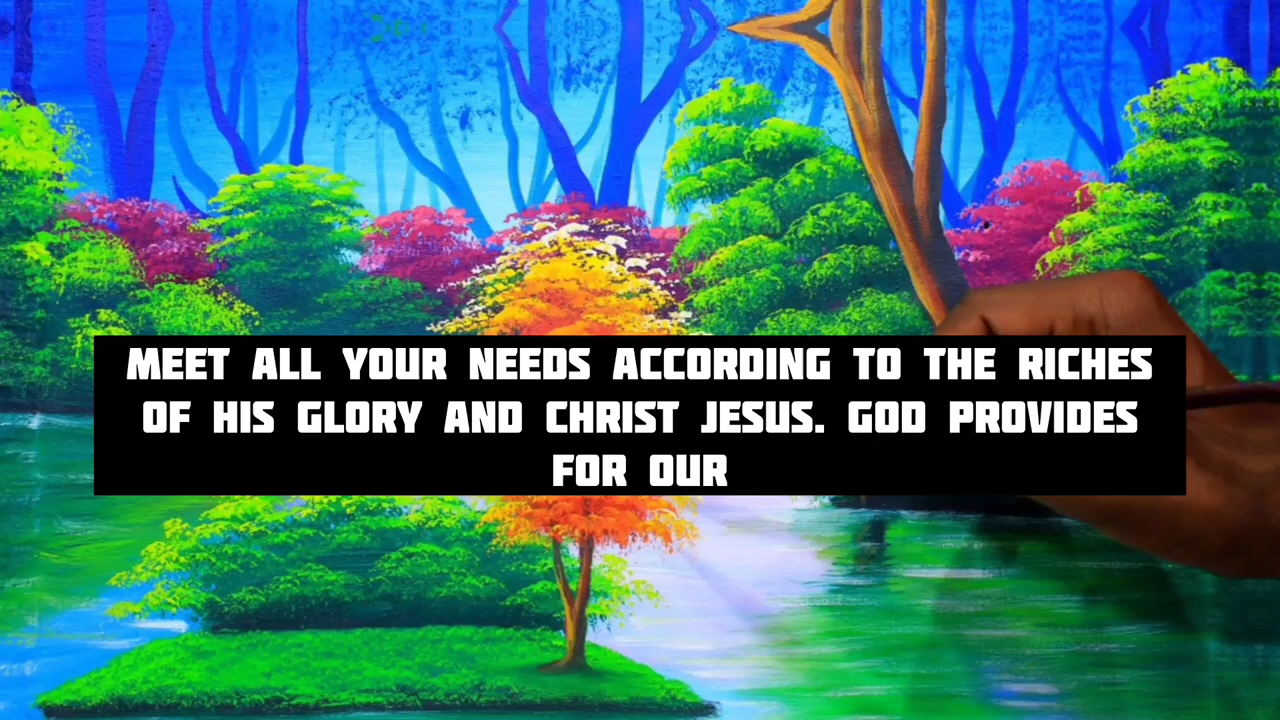 MEET ALL YOUR NEEDS ACCORDING TO THE RICHES
OF HIS GLORY AND CHRIST JESUS. GOD PROVIDES
FOR OUR